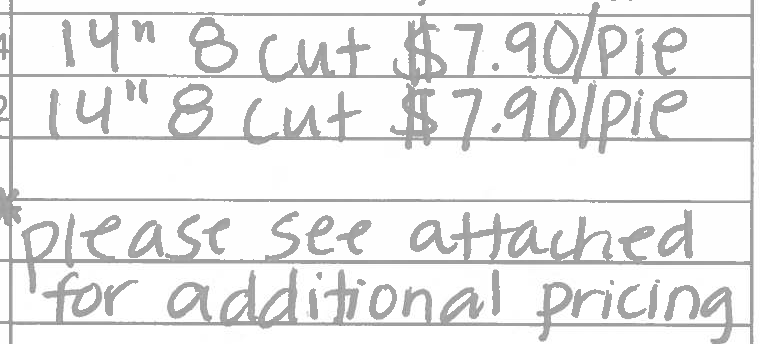 14" 8 cut $7.90/pie
14" 8 cut $7.90/pie
*please see attached
for additional pricing